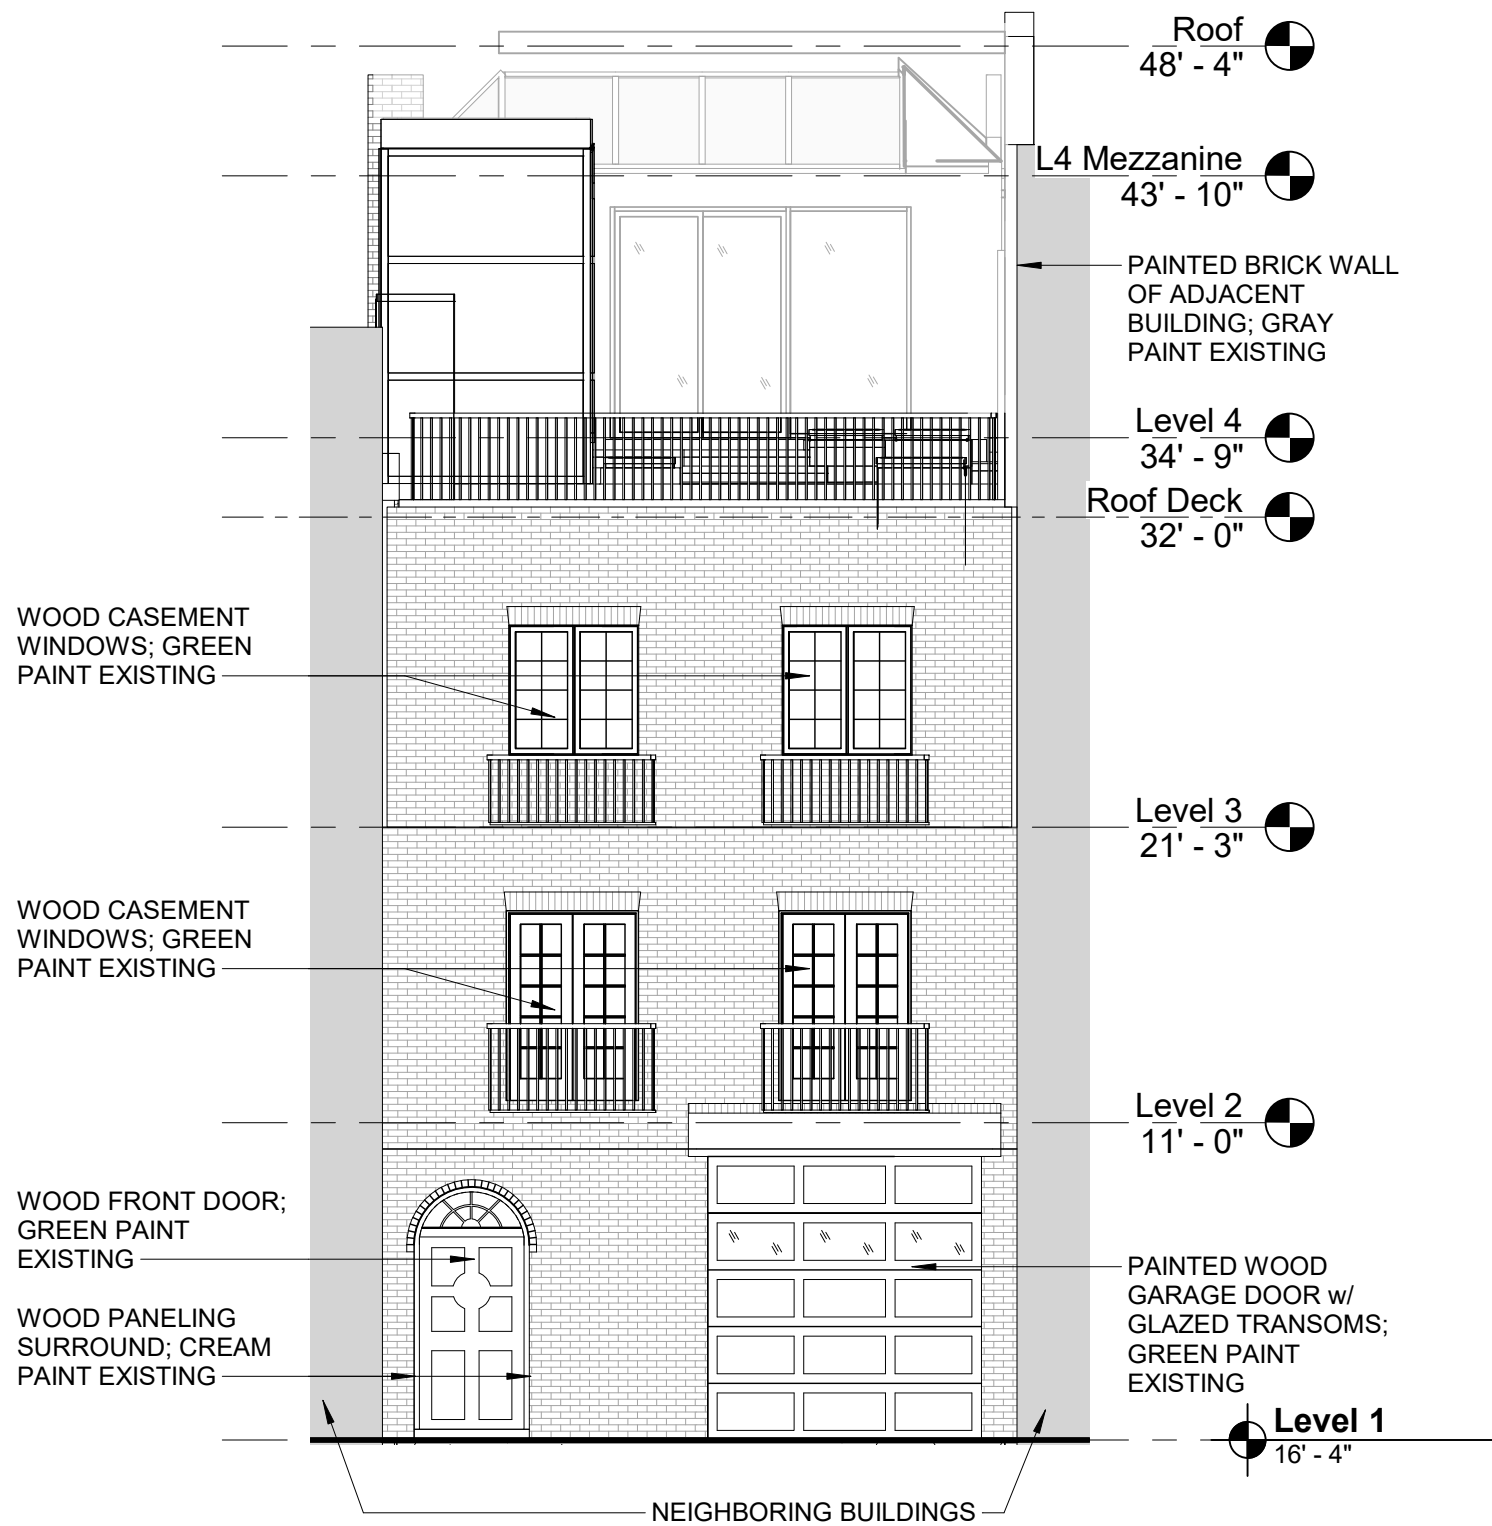 Roof
48' - 4"
L4 Mezzanine
43' - 10"
PAINTED BRICK WALL
OF ADJACENT
BUILDING; GRAY
PAINT EXISTING
Level 4
34' - 9"
Roof Deck
32' - 0"
WOOD CASEMENT
WINDOWS; GREEN
PAINT EXISTING
Level 3
21' - 3"
WOOD CASEMENT
WINDOWS; GREEN
PAINT EXISTING
Level 2
11' - 0"
WOOD FRONT DOOR;
GREEN PAINT
EXISTING
WOOD PANELING
SURROUND; CREAM
PAINT EXISTING
PAINTED WOOD
GARAGE DOOR w/
GLAZED TRANSOMS;
GREEN PAINT
EXISTING
Level 1
16' - 4"
NEIGHBORING BUILDINGS